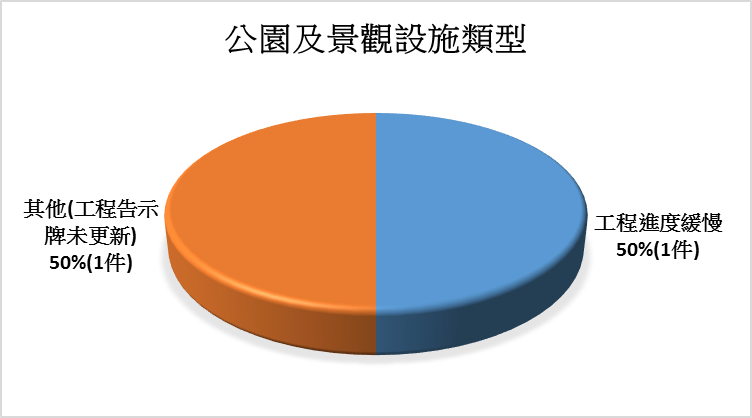 公園及景觀設施類型
其他(工程告示
牌未更新)
50%(1件)
工程進度緩慢
50%(1件)